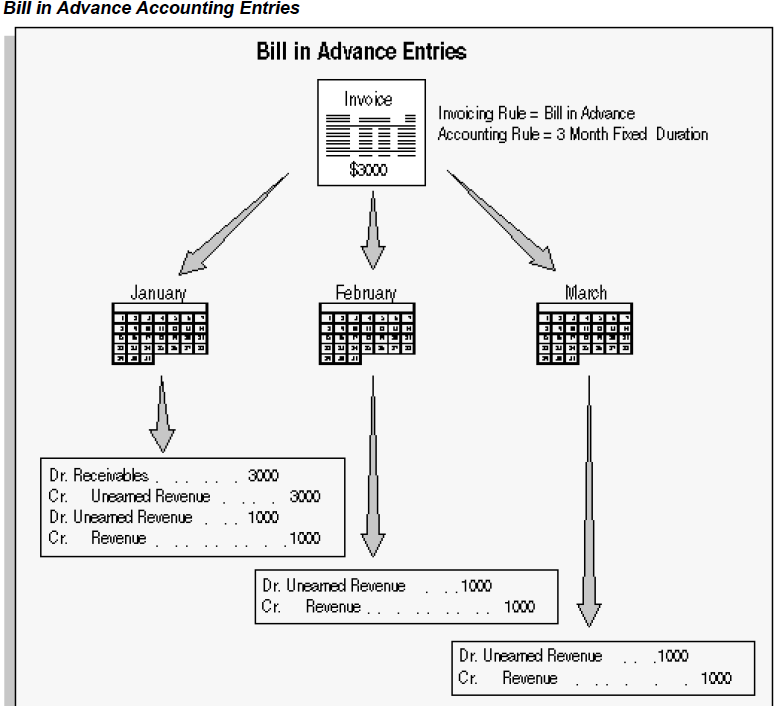 Bill in Advance Accounting Entries
Bill in Advance Entries
Invoice
$3000
Invoicing Rule = Bill in Advance
Accounting Rule = 3 Month Fixed Duration
January
February
March
Dr. Receivables . . . . . . 3000
Cr. Unearned Revenue . . . . 3000
Dr. Unearned Revenue . . . 1000
Cr. Revenue . . . . . . . . . 1000
Dr. Unearned Revenue . . . 1000
Cr. Revenue . . . . . . . . 1000
Dr. Unearned Revenue . . . 1000
Cr. Revenue . . . . . . 1000